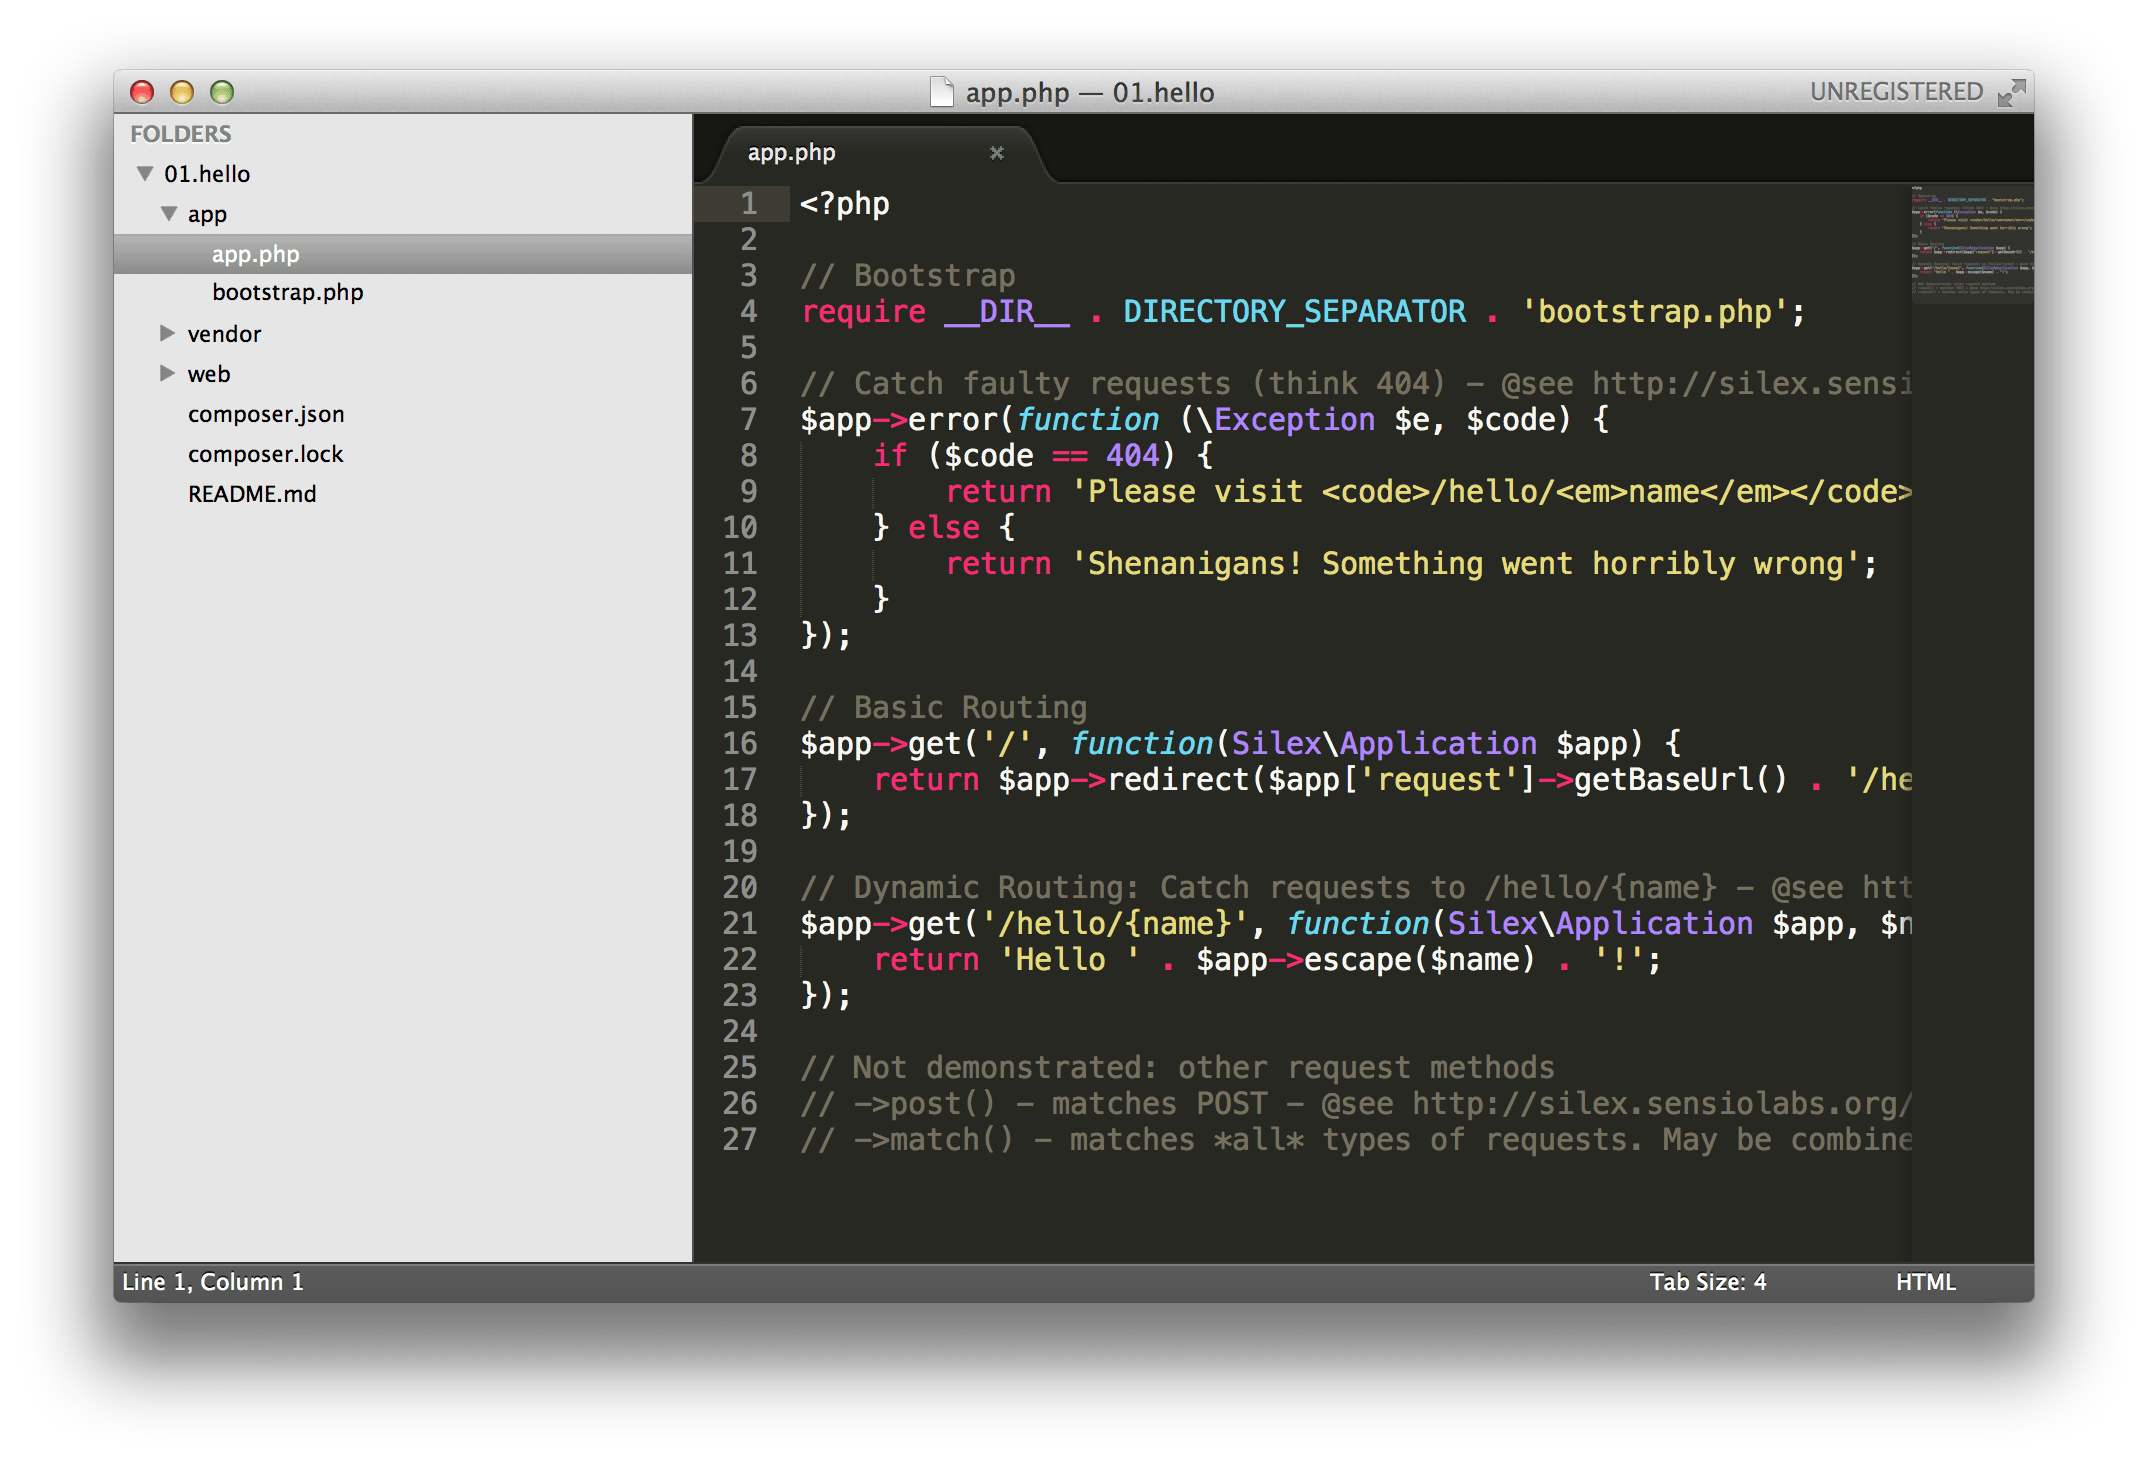 app.php — 01.hello
UNREGISTERED
FOLDERS
01.hello
app
app.php
bootstrap.php
vendor
web
composer.json
composer.lock
README.md
app.php
1 <?php
2
3 // Bootstrap
4 require __DIR__ . DIRECTORY_SEPARATOR . 'bootstrap.php';
5
6 // Catch faulty requests (think 404) - @see http://silex.sensi
7 $app->error(function (\Exception $e, $code) {
8 if ($code == 404) {
9 return 'Please visit <code>/hello/<em>name</em></code>
10 } else {
11 return 'Shenanigans! Something went horribly wrong';
12 }
13 });
14
15 // Basic Routing
16 $app->get('/', function(Silex\Application $app) {
17 return $app->redirect($app['request']->getBaseUrl() . '/he
18 });
19
20 // Dynamic Routing: Catch requests to /hello/{name} - @see htt
21 $app->get('/hello/{name}', function(Silex\Application $app, $n
22 return 'Hello ' . $app->escape($name) . '!';
23 });
24
25 // Not demonstrated: other request methods
26 // ->post() - matches POST - @see http://silex.sensiolabs.org/
27 // ->match() - matches *all* types of requests. May be combine
Line 1, Column 1
Tab Size: 4
HTML